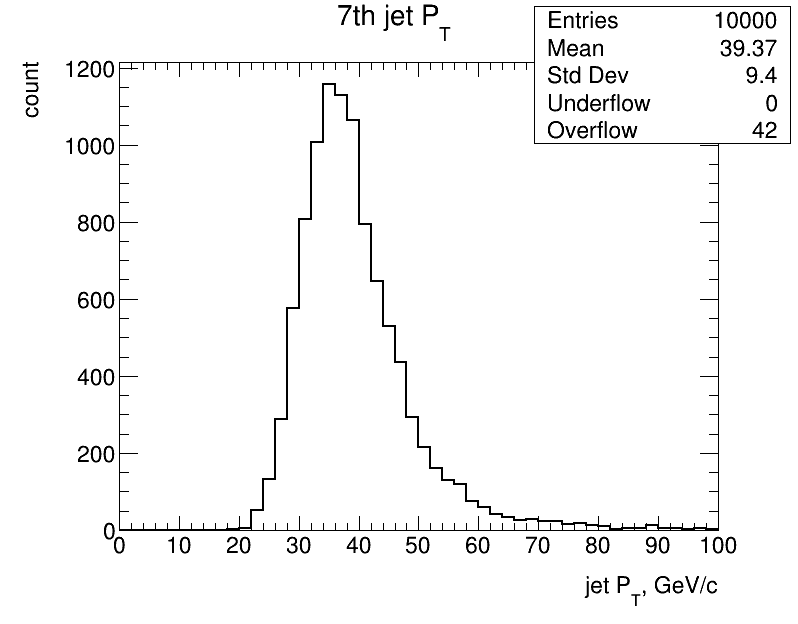 7th jet P_T
Entries 10000
Mean 39.37
Std Dev 9.4
Underflow 0
Overflow 42
count
1200
1000
800
600
400
200
0
0 10 20 30 40 50 60 70 80 90 100
jet P_T, GeV/c